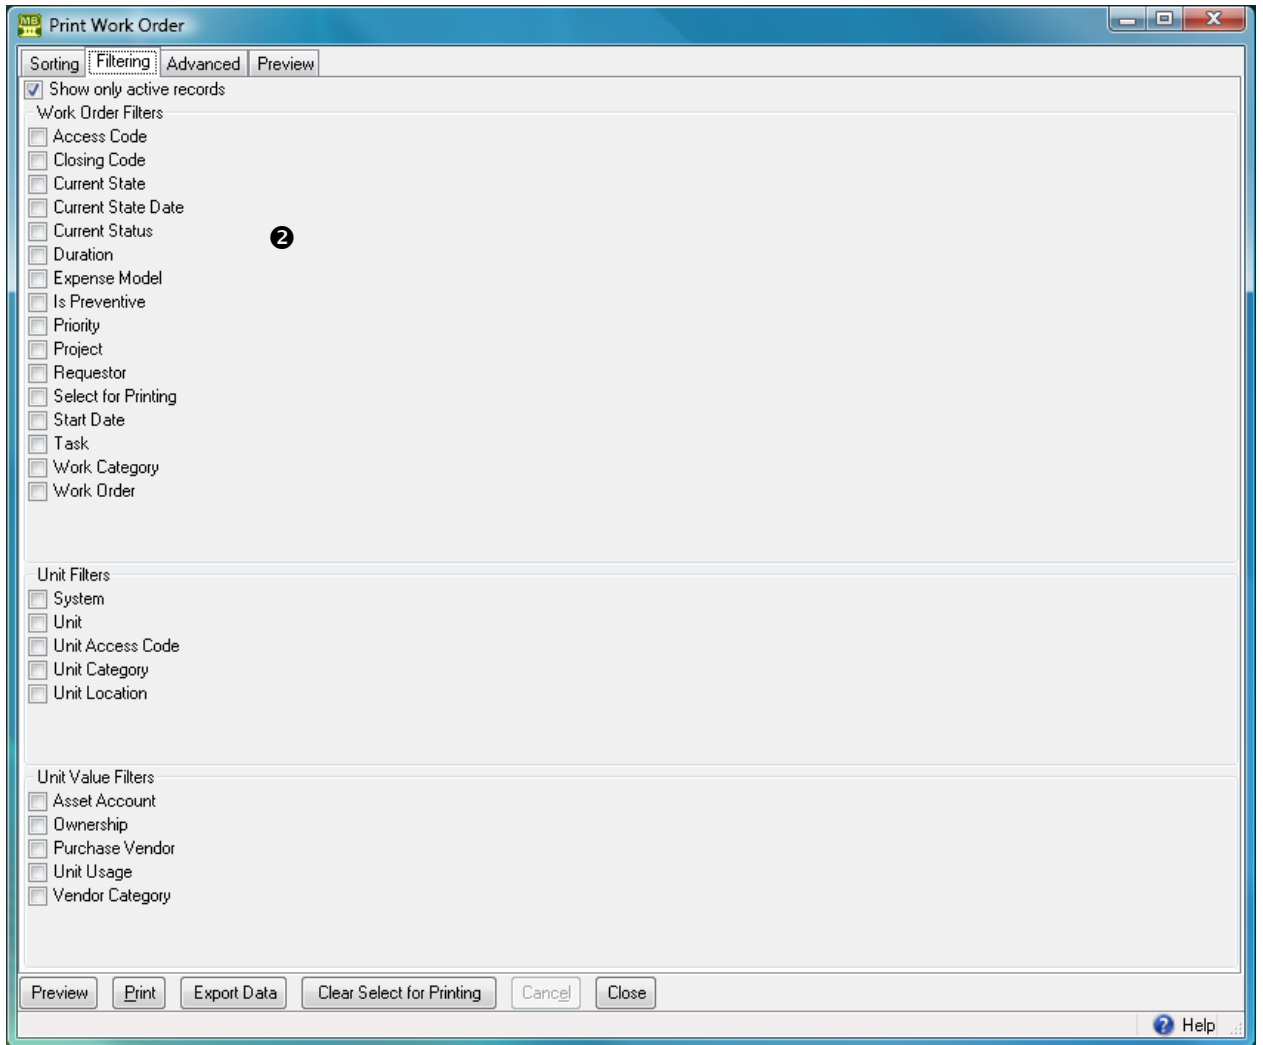 MB
Print Work Order
Sorting Filtering Advanced Preview
Show only active records
Work Order Filters
Access Code
Closing Code
Current State
Current State Date
Current Status
❷
Duration
Expense Model
Is Preventive
Priority
Project
Requestor
Select for Printing
Start Date
Task
Work Category
Work Order
Unit Filters
System
Unit
Unit Access Code
Unit Category
Unit Location
Unit Value Filters
Asset Account
Ownership
Purchase Vendor
Unit Usage
Vendor Category
Preview Print Export Data Clear Select for Printing Cancel Close
? Help